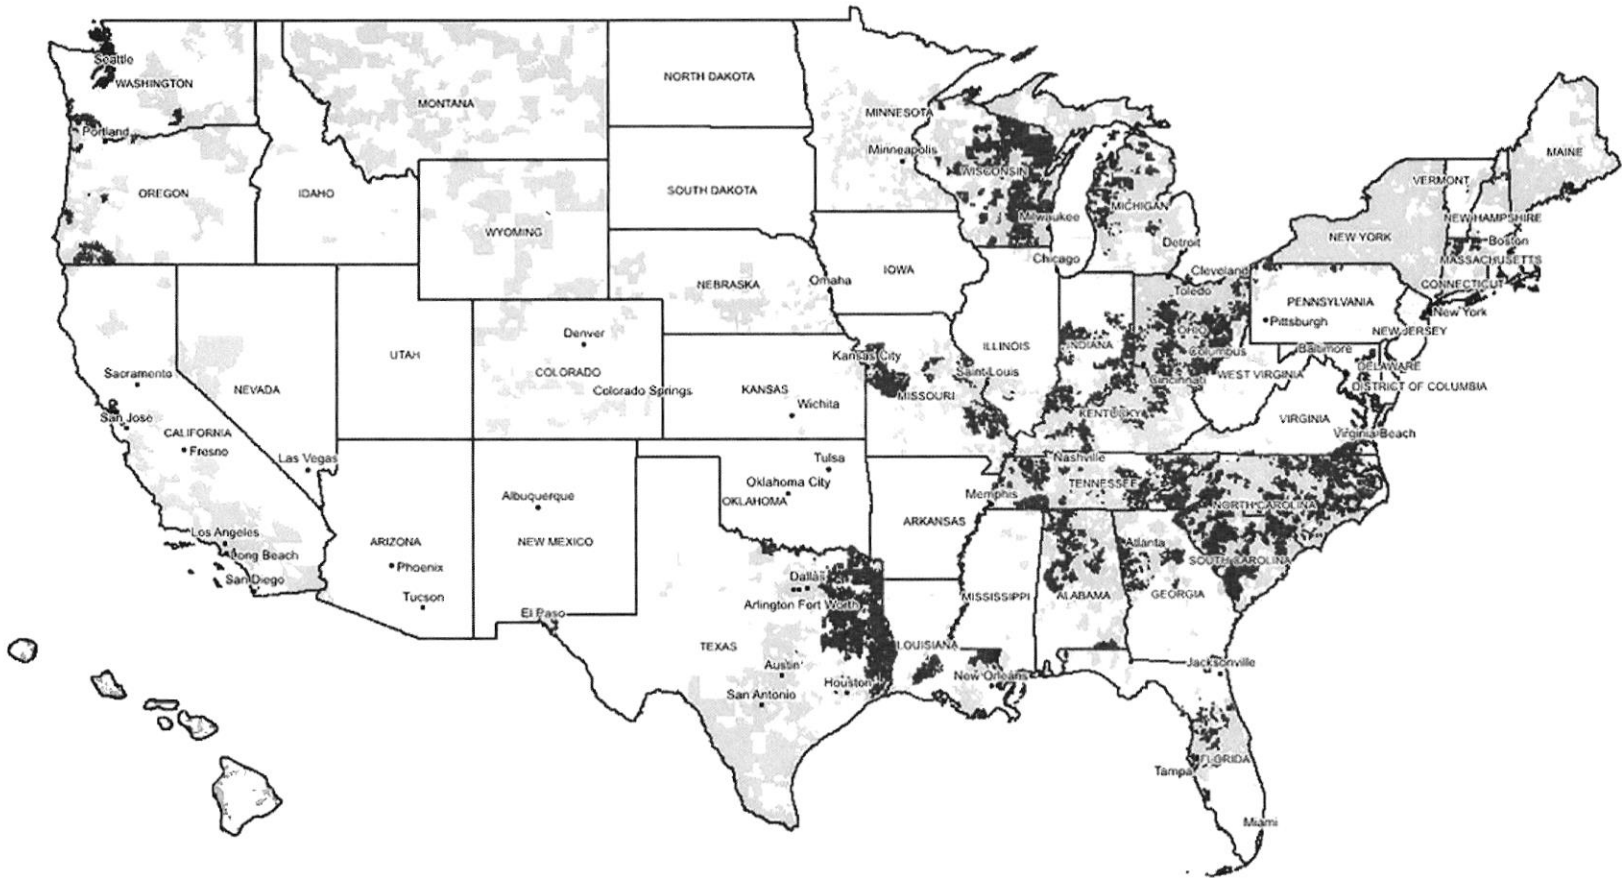 Seattle
WASHINGTON
MONTANA
NORTH DAKOTA
MINNESOTA
Minneapolis
Portland
OREGON
IDAHO
WYOMING
SOUTH DAKOTA
WISCONSIN
Milwaukee
MICHIGAN
Detroit
MAINE
VERMONT
NEW HAMPSHIRE
NEW YORK
Boston
MASSACHUSETTS
CONNECTICUT
New York
NEBRASKA
Omaha
IOWA
Chicago
Cleveland
Toledo
PENNSYLVANIA
Pittsburgh
NEW JERSEY
Sacramento
San Jose
NEVADA
UTAH
Denver
COLORADO
Colorado Springs
KANSAS
Wichita
Kansas City
MISSOURI
Saint Louis
ILLINOIS
INDIANA
OHIO
Columbus
Cincinnati
WEST VIRGINIA
Baltimore
DELAWARE
DISTRICT OF COLUMBIA
KENTUCKY
VIRGINIA
Virginia Beach
CALIFORNIA
Fresno
Las Vegas
Los Angeles
Long Beach
San Diego
ARIZONA
Phoenix
Tucson
Albuquerque
NEW MEXICO
El Paso
Tulsa
Oklahoma City
OKLAHOMA
ARKANSAS
Memphis
Nashville
TENNESSEE
NORTH CAROLINA
SOUTH CAROLINA
Atlanta
GEORGIA
ALABAMA
MISSISSIPPI
Dallas
Arlington Fort Worth
TEXAS
Austin
San Antonio
Houston
LOUISIANA
New Orleans
Jacksonville
FLORIDA
Tampa
Miami